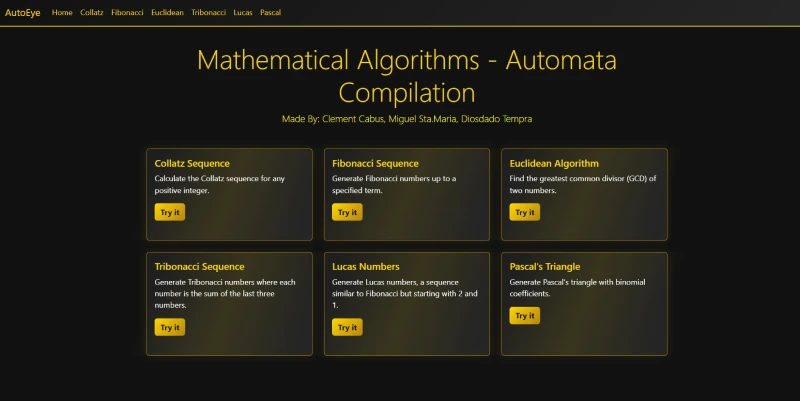 AutoEye Home Collatz Fibonacci Euclidean Tribonacci Lucas Pascal
Mathematical Algorithms - Automata
Compilation
Made By: Clement Cabus, Miguel Sta.Maria, Diosdado Tempra
Collatz Sequence
Calculate the Collatz sequence for any
positive integer.
Try it
Fibonacci Sequence
Generate Fibonacci numbers up to a
specified term.
Try it
Euclidean Algorithm
Find the greatest common divisor (GCD) of
two numbers.
Try it
Tribonacci Sequence
Generate Tribonacci numbers where each
number is the sum of the last three
numbers.
Try it
Lucas Numbers
Generate Lucas numbers, a sequence
similar to Fibonacci but starting with 2 and
1.
Try it
Pascal's Triangle
Generate Pascal's triangle with binomial
coefficients.
Try it